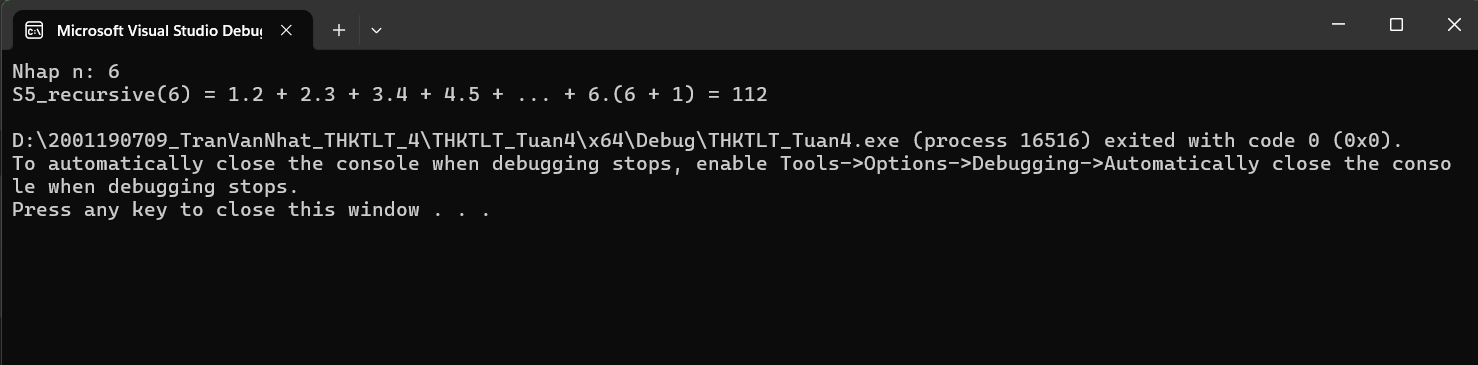 Microsoft Visual Studio Debu
Nhap n: 6
S5_recursive(6) = 1.2 + 2.3 + 3.4 + 4.5 + ... + 6.(6 + 1) = 112
D:\2001190709_TranVanNhat_THKTLT_4\THKTLT_Tuan4\x64\Debug\THKTLT_Tuan4.exe (process 16516) exited with code 0 (0x0).
To automatically close the console when debugging stops, enable Tools->Options->Debugging->Automatically close the conso
le when debugging stops.
Press any key to close this window . . .